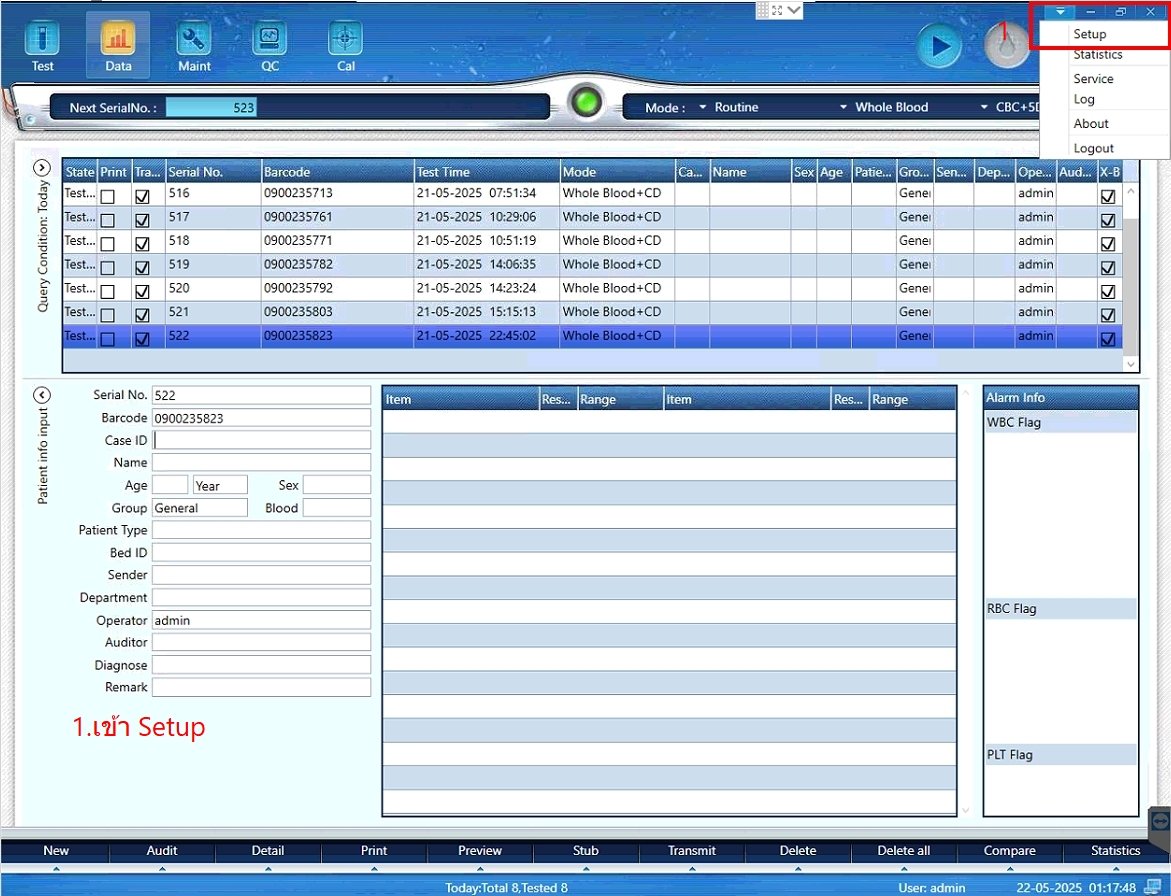 1
Setup
Statistics
Service
Log
About
Logout
Test
Data
Maint
QC
Cal
Next SerialNo. :
523
Mode :
Routine
Whole Blood
CBC+5D
Query Condition: Today
State Print Tra... Serial No. Barcode Test Time Mode Ca... Name Sex Age Patie... Gro... Sen... Dep... Ope... Aud... X-B
Test... 516 0900235713 21-05-2025 07:51:34 Whole Blood+CD Gener admin
Test... 517 0900235761 21-05-2025 10:29:06 Whole Blood+CD Gener admin
Test... 518 0900235771 21-05-2025 10:51:19 Whole Blood+CD Gener admin
Test... 519 0900235782 21-05-2025 14:06:35 Whole Blood+CD Gener admin
Test... 520 0900235792 21-05-2025 14:23:24 Whole Blood+CD Gener admin
Test... 521 0900235803 21-05-2025 15:15:13 Whole Blood+CD Gener admin
Test... 522 0900235823 21-05-2025 22:45:02 Whole Blood+CD Gener admin
Patient info input
Serial No. 522
Barcode 0900235823
Case ID
Name
Age Year Sex
Group General Blood
Patient Type
Bed ID
Sender
Department
Operator admin
Auditor
Diagnose
Remark
1.เข้า Setup
Item Res... Range Item Res... Range
Alarm Info
WBC Flag
RBC Flag
PLT Flag
New Audit Detail Print Preview Stub Transmit Delete Delete all Compare Statistics
Today:Total 8,Tested 8 User: admin 22-05-2025 01:17:48